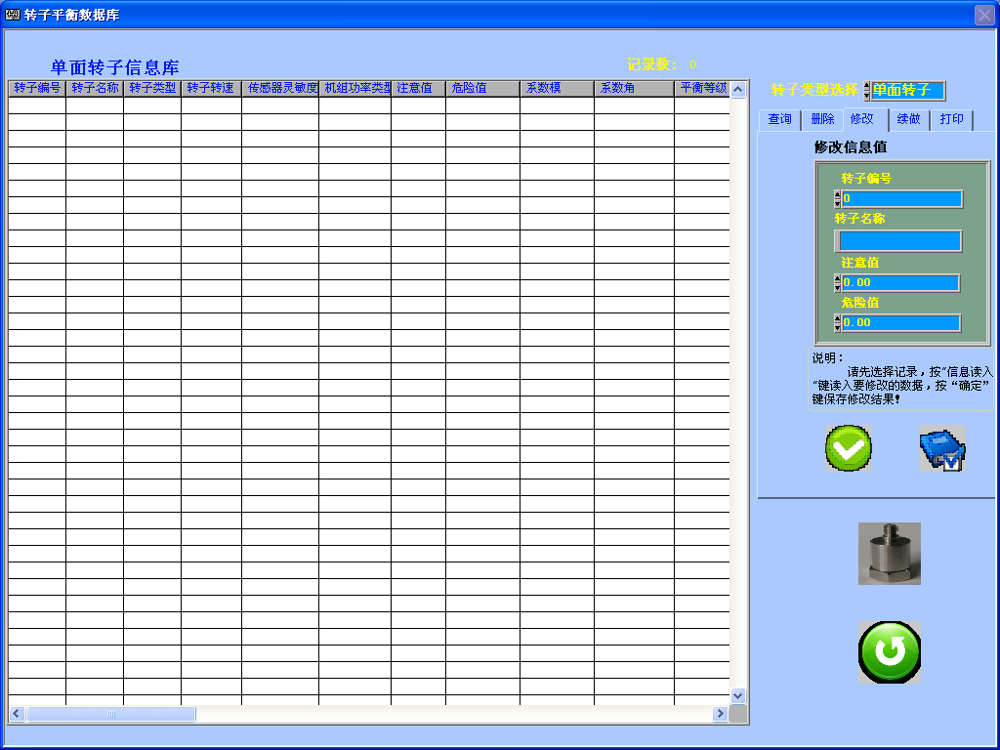 转子平衡数据库
单面转子信息库
记录数: 0
转子编号 转子名称 转子类型 转子转速 传感器灵敏度 机组功率类型 注意值 危险值 系数模 系数角 平衡等级
转子类型选择 单面转子
查询 删除 修改 续做 打印
修改信息值
转子编号
0
转子名称
注意值
0.00
危险值
0.00
说明：
请先选择记录，按“信息读入
“键读入要修改的数据，按“确定”
键保存修改结果！